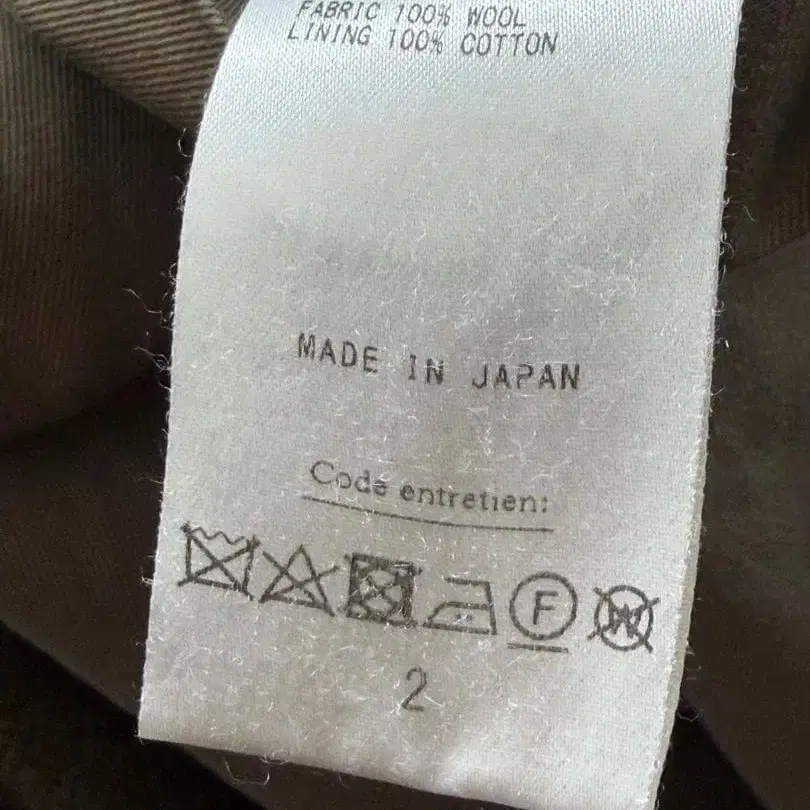 FABRIC 100% WOOL
LINING 100% COTTON
MADE IN JAPAN
Code entretien:
F W
2